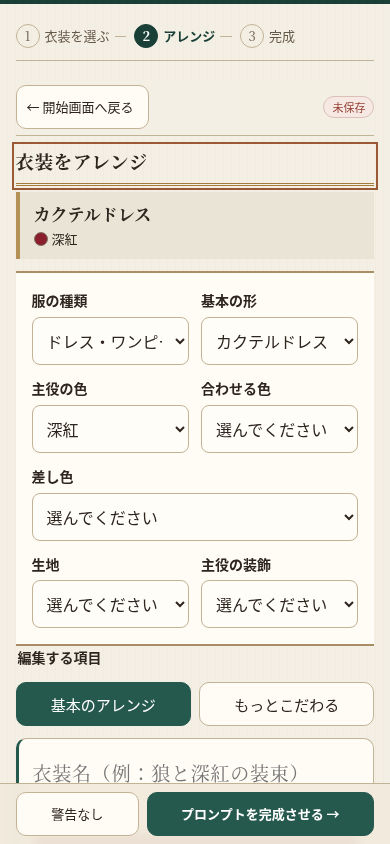 1 衣装を選ぶ — 2 アレンジ — 3 完成
← 開始画面へ戻る 未保存
衣装をアレンジ
カクテルドレス
深紅
服の種類 基本の形
ドレス・ワンピ カクテルドレス
主役の色 合わせる色
深紅 選んでください
差し色
選んでください
生地 主役の装飾
選んでください 選んでください
編集する項目
基本のアレンジ もっとこだわる
衣装名（例：狼と深紅の装束）
警告なし プロンプトを完成させる →